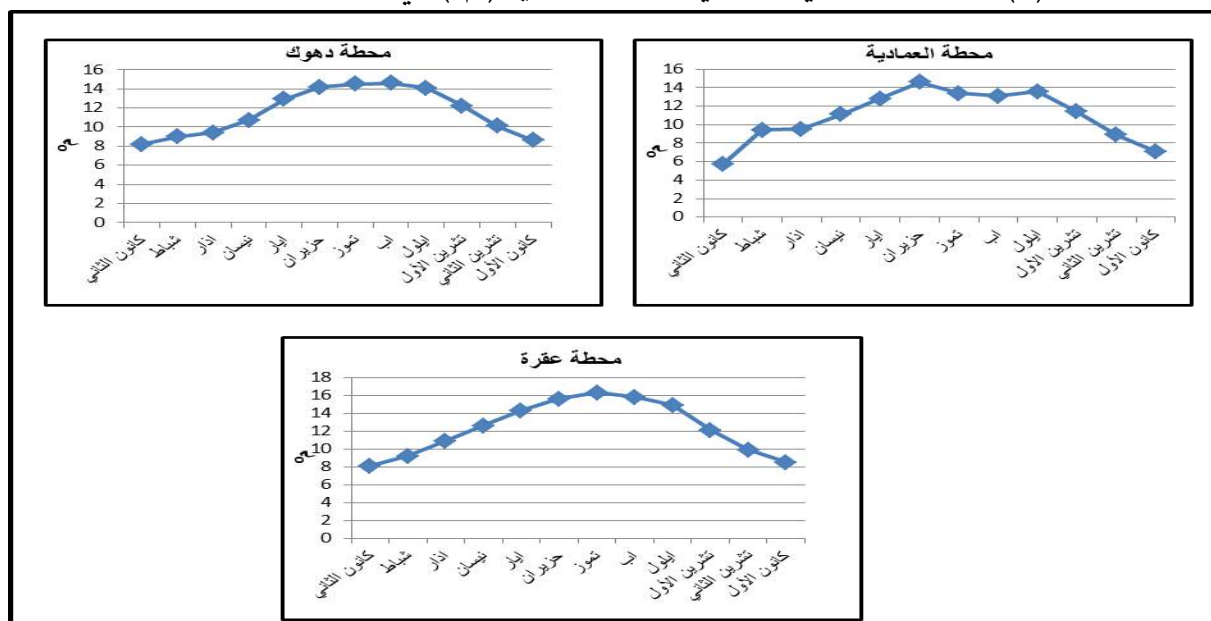 محطة العمادية
16
14
12
10
8
6
4
2
0
م°
كانون الثاني
شباط
اذار
نيسان
ايار
حزيران
تموز
اب
ايلول
تشرين الأول
تشرين الثاني
كانون الأول
محطة دهوك
16
14
12
10
8
6
4
2
0
م°
كانون الثاني
شباط
اذار
نيسان
ايار
حزيران
تموز
اب
ايلول
تشرين الأول
تشرين الثاني
كانون الأول
محطة عقرة
18
16
14
12
10
8
6
4
2
0
م°
كانون الثاني
شباط
اذار
نيسان
ايار
حزيران
تموز
اب
ايلول
تشرين الأول
تشرين الثاني
كانون الأول